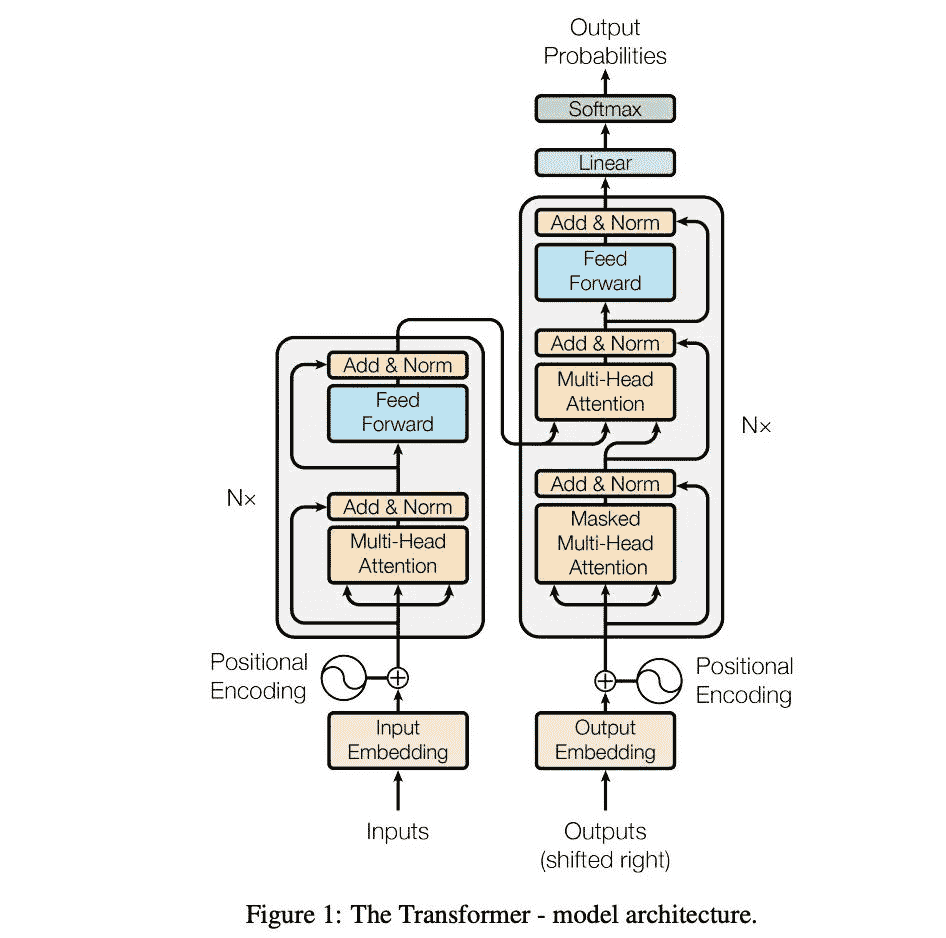 Output
Probabilities
Softmax
Linear
Add & Norm
Feed
Forward
Add & Norm
Multi-Head
Attention
Add & Norm
Masked
Multi-Head
Attention
Nx
Add & Norm
Feed
Forward
Add & Norm
Multi-Head
Attention
Nx
Positional
Encoding
Positional
Encoding
Input
Embedding
Output
Embedding
Inputs
Outputs
(shifted right)
Figure 1: The Transformer - model architecture.